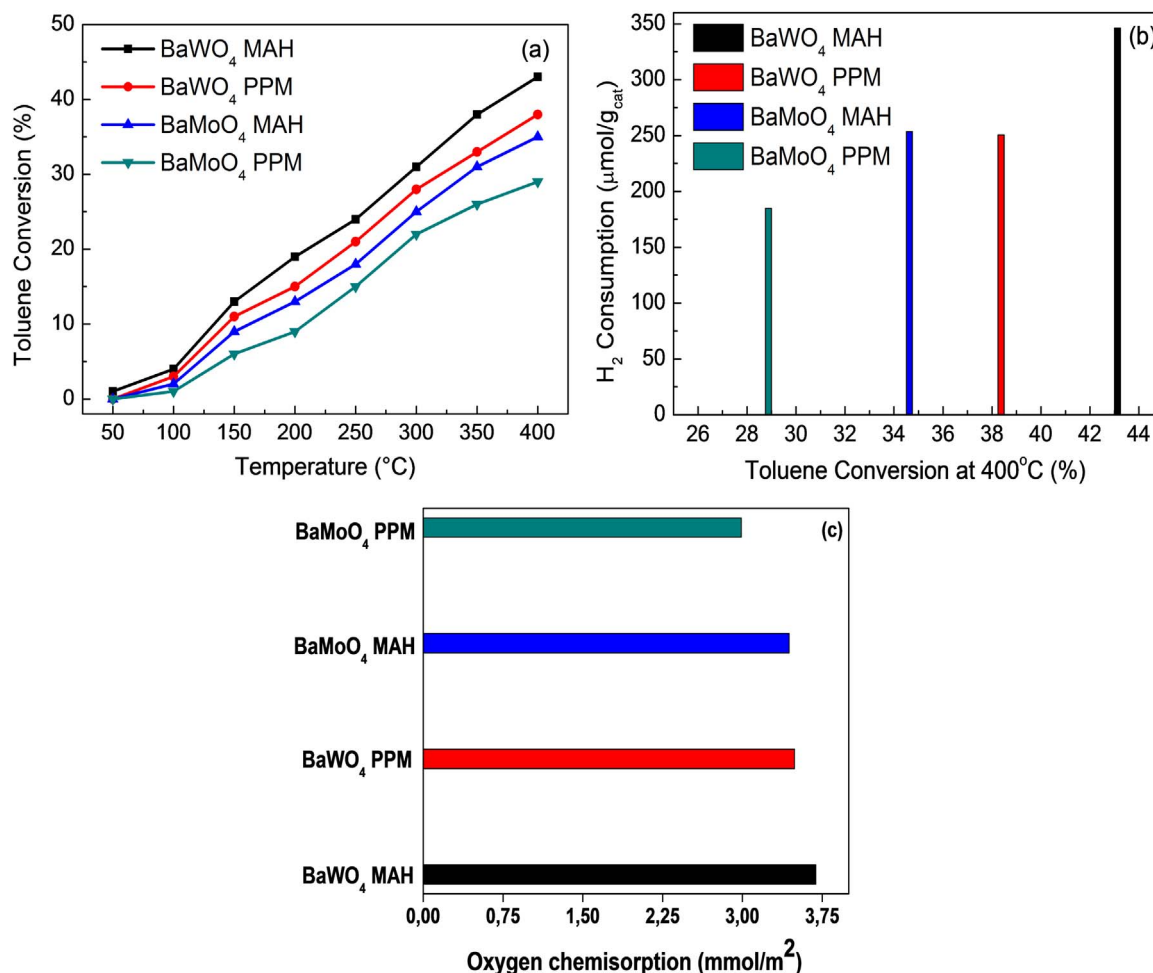 (a)
BaWO₄ MAH
BaWO₄ PPM
BaMoO₄ MAH
BaMoO₄ PPM
Toluene Conversion (%)
50
40
30
20
10
0
50 100 150 200 250 300 350 400
Temperature (°C)
(b)
BaWO₄ MAH
BaWO₄ PPM
BaMoO₄ MAH
BaMoO₄ PPM
H₂ Consumption (μmol/g_cat)
350
300
250
200
150
100
50
0
26 28 30 32 34 36 38 40 42 44
Toluene Conversion at 400°C (%)
(c)
BaMoO₄ PPM
BaMoO₄ MAH
BaWO₄ PPM
BaWO₄ MAH
0,00 0,75 1,50 2,25 3,00 3,75
Oxygen chemisorption (mmol/m²)